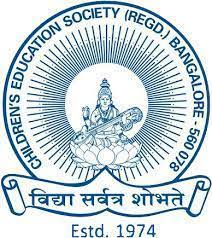 CHILDREN'S EDUCATION SOCIETY (REGD.) BANGALORE - 560 078
विद्या सर्वत्र शोभते
Estd. 1974